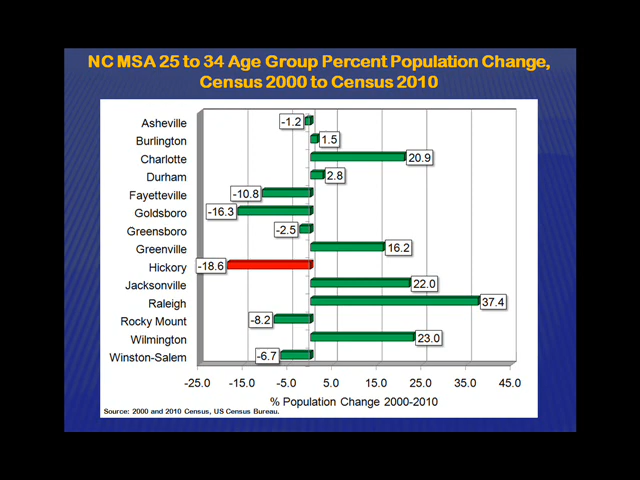 NC MSA 25 to 34 Age Group Percent Population Change,
Census 2000 to Census 2010
Asheville -1.2
Burlington 1.5
Charlotte 20.9
Durham 2.8
Fayetteville -10.8
Goldsboro -16.3
Greensboro -2.5
Greenville 16.2
Hickory -18.6
Jacksonville 22.0
Raleigh 37.4
Rocky Mount -8.2
Wilmington 23.0
Winston-Salem -6.7
-25.0 -15.0 -5.0 5.0 15.0 25.0 35.0 45.0
% Population Change 2000-2010
Source: 2000 and 2010 Census, US Census Bureau.